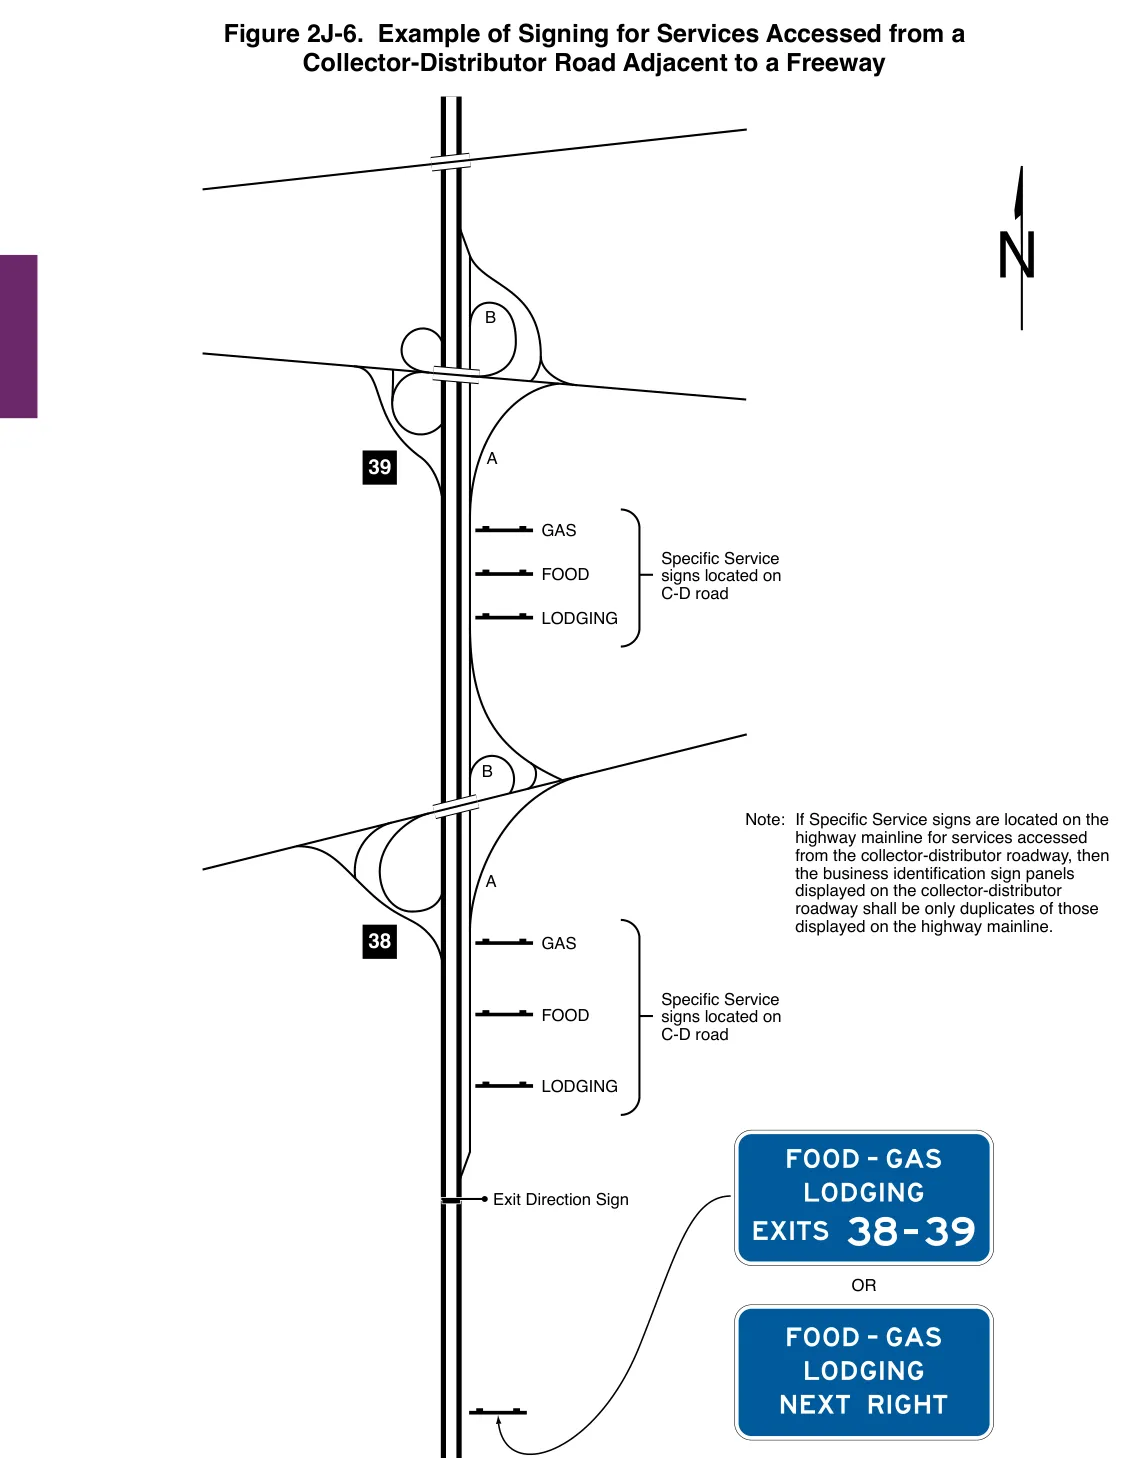 Figure 2J-6.  Example of Signing for Services Accessed from a
Collector-Distributor Road Adjacent to a Freeway
N
B
A
39
GAS
FOOD
LODGING
Specific Service
signs located on
C-D road
B
A
38
Note: If Specific Service signs are located on the
highway mainline for services accessed
from the collector-distributor roadway, then
the business identification sign panels
displayed on the collector-distributor
roadway shall be only duplicates of those
displayed on the highway mainline.
GAS
FOOD
LODGING
Specific Service
signs located on
C-D road
Exit Direction Sign
FOOD - GAS
LODGING
EXITS 38-39
OR
FOOD - GAS
LODGING
NEXT RIGHT